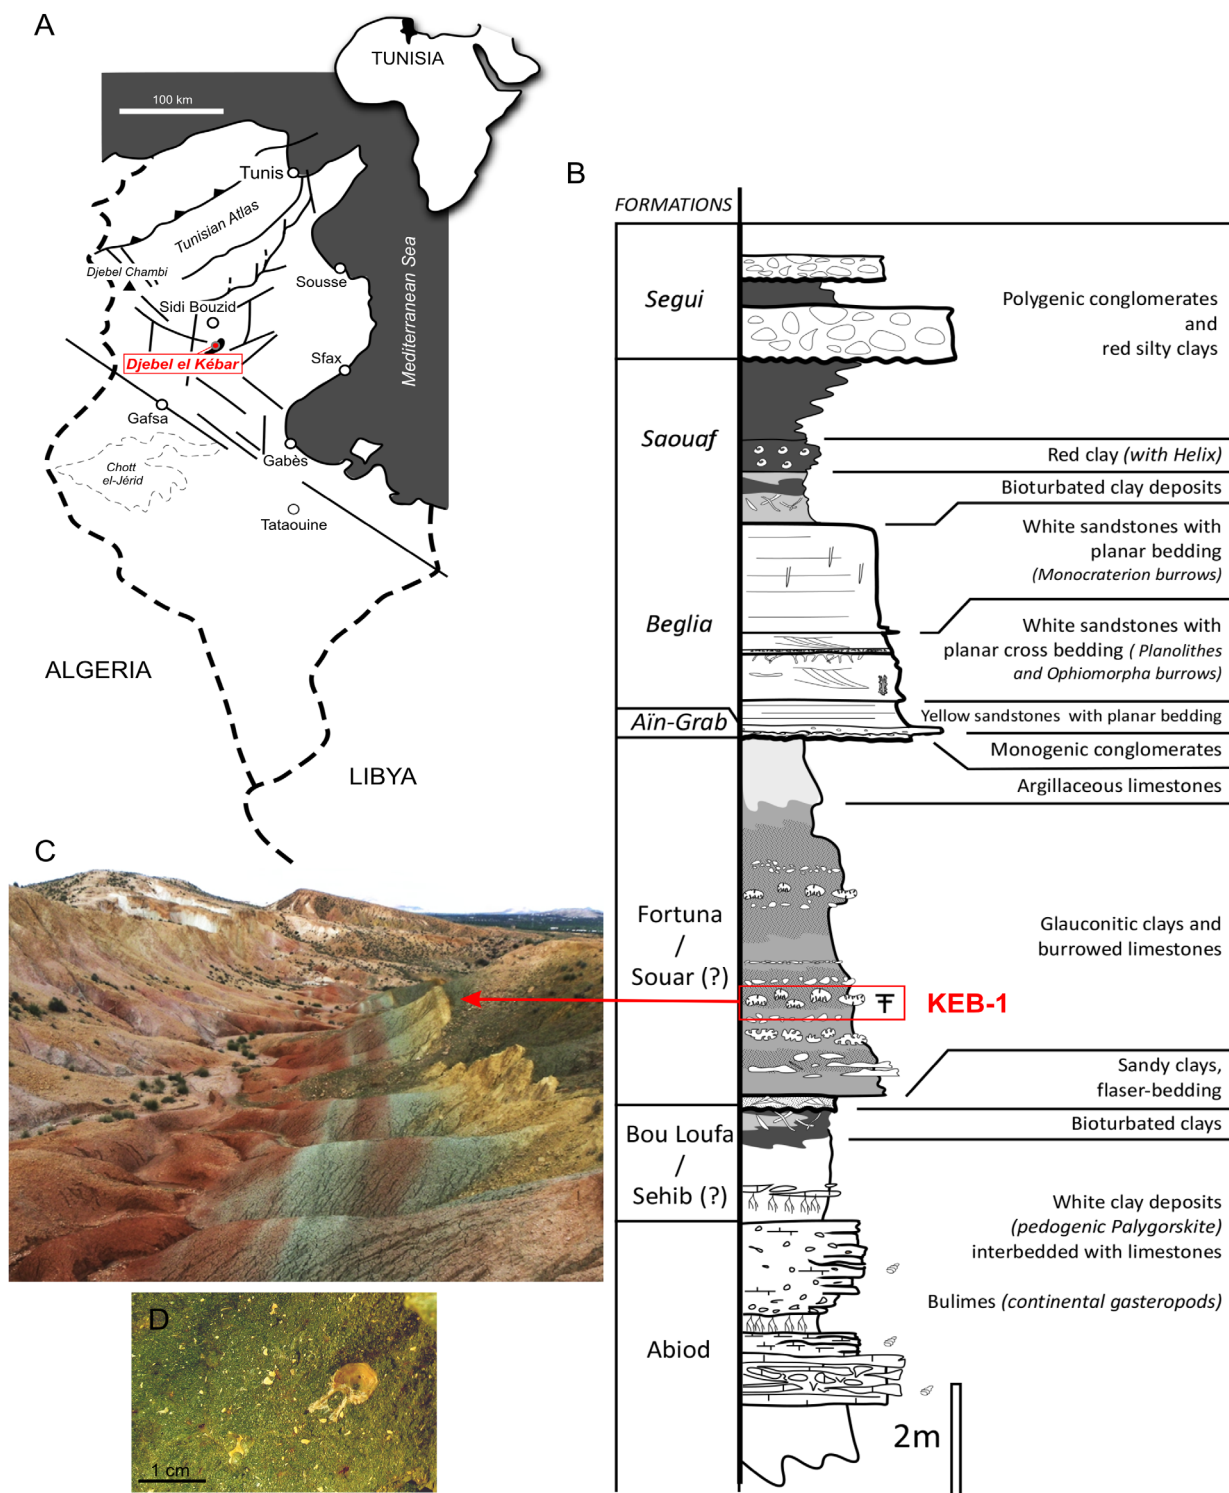 A
TUNISIA
100 km
Tunis
Tunisian Atlas
Djebel Chambi
Sousse
Sidi Bouzid
Mediterranean Sea
Djebel el Kébar
Sfax
Gafsa
Gabès
Chott
el-Jérid
Tataouine
ALGERIA
LIBYA
B
FORMATIONS
Segui
Polygenic conglomerates
and
red silty clays
Saouaf
Red clay (with Helix)
Bioturbated clay deposits
White sandstones with
planar bedding
(Monocraterion burrows)
Beglia
White sandstones with
planar cross bedding ( Planolithes
and Ophiomorpha burrows)
Aïn-Grab
Yellow sandstones with planar bedding
Monogenic conglomerates
Argillaceous limestones
Fortuna
/
Souar (?)
Glauconitic clays and
burrowed limestones
KEB-1
Sandy clays,
flaser-bedding
Bioturbated clays
Bou Loufa
/
Sehib (?)
White clay deposits
(pedogenic Palygorskite)
interbedded with limestones
Bulimes (continental gasteropods)
Abiod
2m
C
D
1 cm